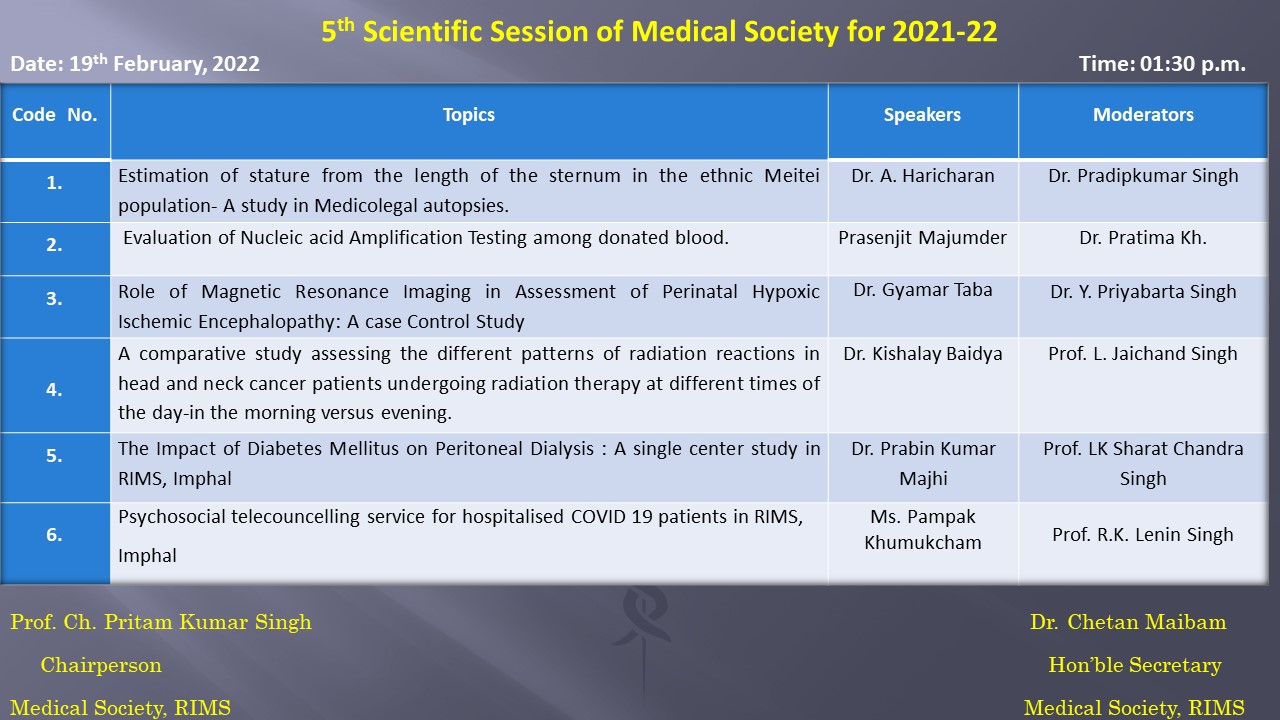 5th Scientific Session of Medical Society for 2021-22
Date: 19th February, 2022 Time: 01:30 p.m.
Code No. Topics Speakers Moderators
1. Estimation of stature from the length of the sternum in the ethnic Meitei Dr. A. Haricharan Dr. Pradipkumar Singh
population- A study in Medicolegal autopsies.
2. Evaluation of Nucleic acid Amplification Testing among donated blood. Prasenjit Majumder Dr. Pratima Kh.
3. Role of Magnetic Resonance Imaging in Assessment of Perinatal Hypoxic Dr. Gyamar Taba Dr. Y. Priyabarta Singh
Ischemic Encephalopathy: A case Control Study
A comparative study assessing the different patterns of radiation reactions in Dr. Kishalay Baidya Prof. L. Jaichand Singh
4. head and neck cancer patients undergoing radiation therapy at different times of
the day-in the morning versus evening.
5. The Impact of Diabetes Mellitus on Peritoneal Dialysis : A single center study in Dr. Prabin Kumar Prof. LK Sharat Chandra
RIMS, Imphal Majhi Singh
Psychosocial telecouncelling service for hospitalised COVID 19 patients in RIMS, Ms. Pampak
6. Khumukcham Prof. R.K. Lenin Singh
Imphal
Prof. Ch. Pritam Kumar Singh Dr. Chetan Maibam
Chairperson Hon’ble Secretary
Medical Society, RIMS Medical Society, RIMS